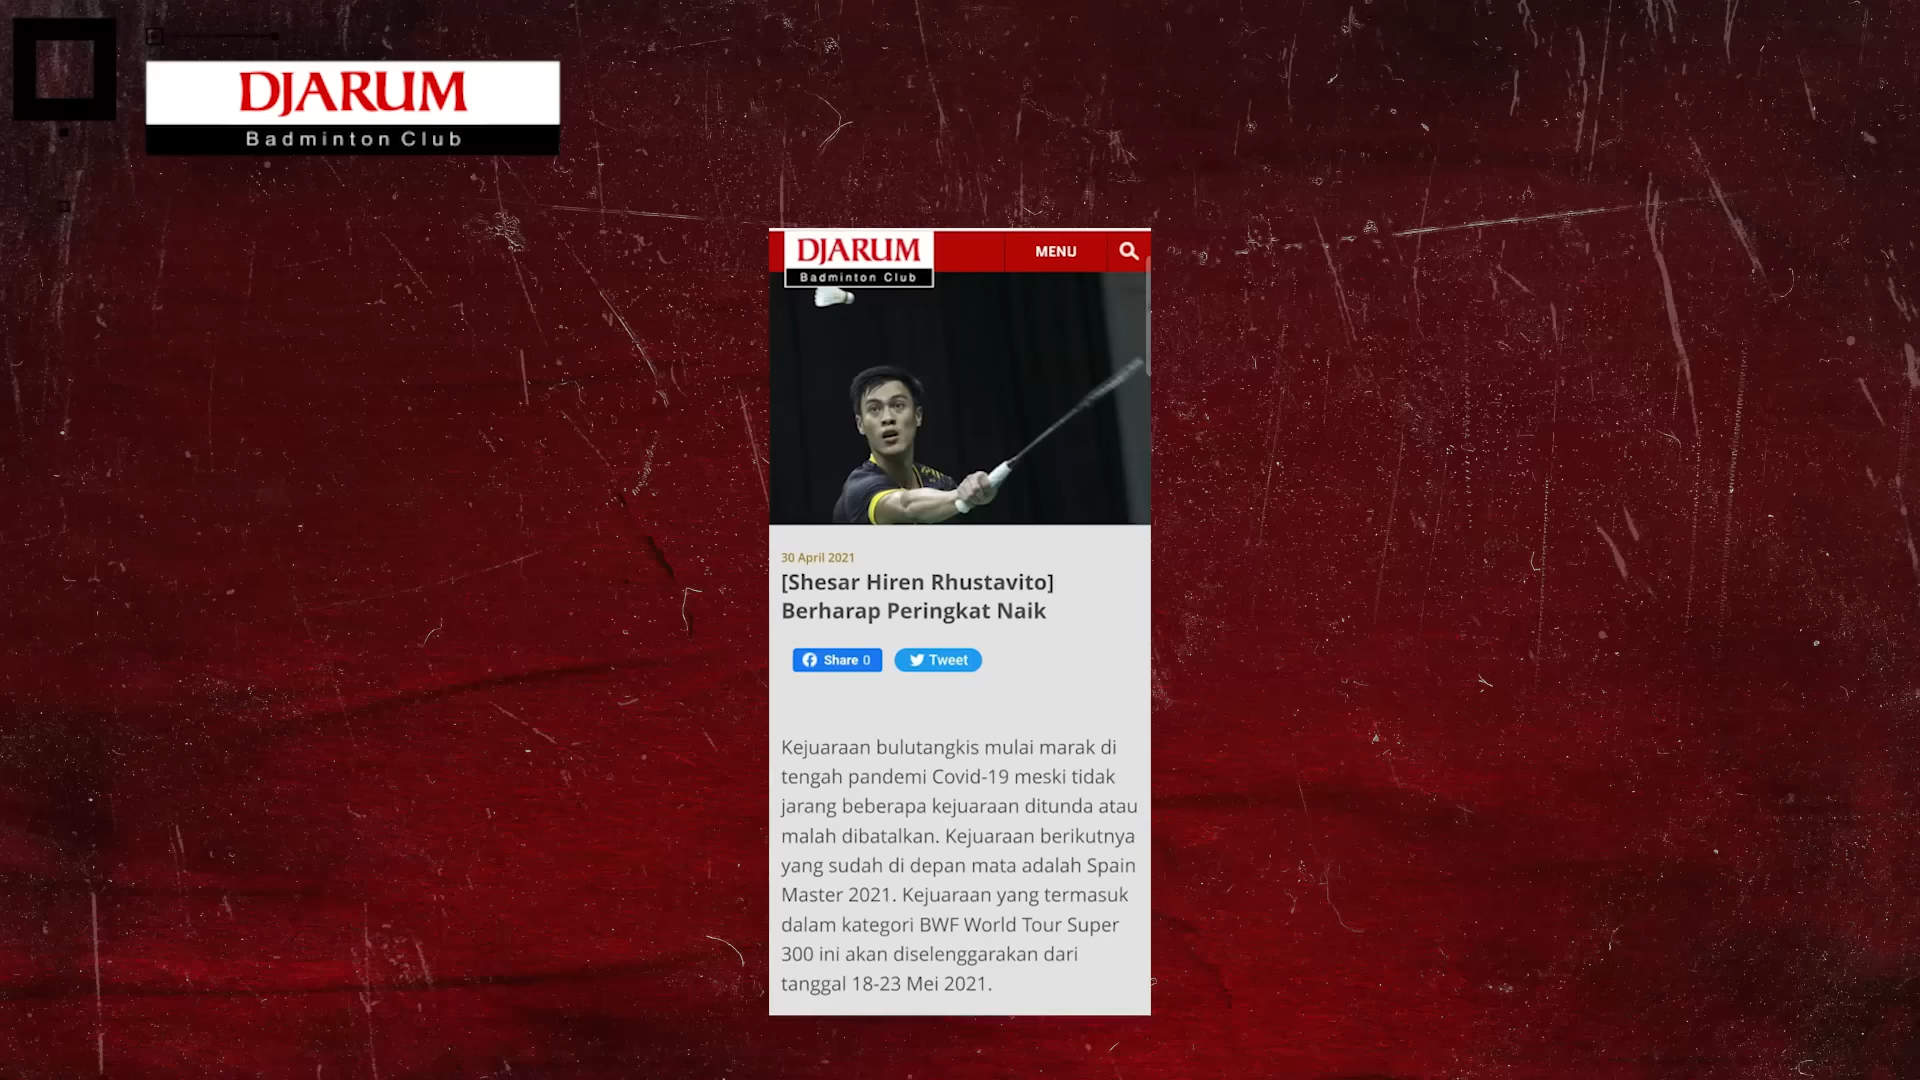 DJARUM
Badminton Club
DJARUM
Badminton Club
MENU
30 April 2021
[Shesar Hiren Rhustavito]
Berharap Peringkat Naik
Share 0
Tweet
Kejuaraan bulutangkis mulai marak di
tengah pandemi Covid-19 meski tidak
jarang beberapa kejuaraan ditunda atau
malah dibatalkan. Kejuaraan berikutnya
yang sudah di depan mata adalah Spain
Master 2021. Kejuaraan yang termasuk
dalam kategori BWF World Tour Super
300 ini akan diselenggarakan dari
tanggal 18-23 Mei 2021.